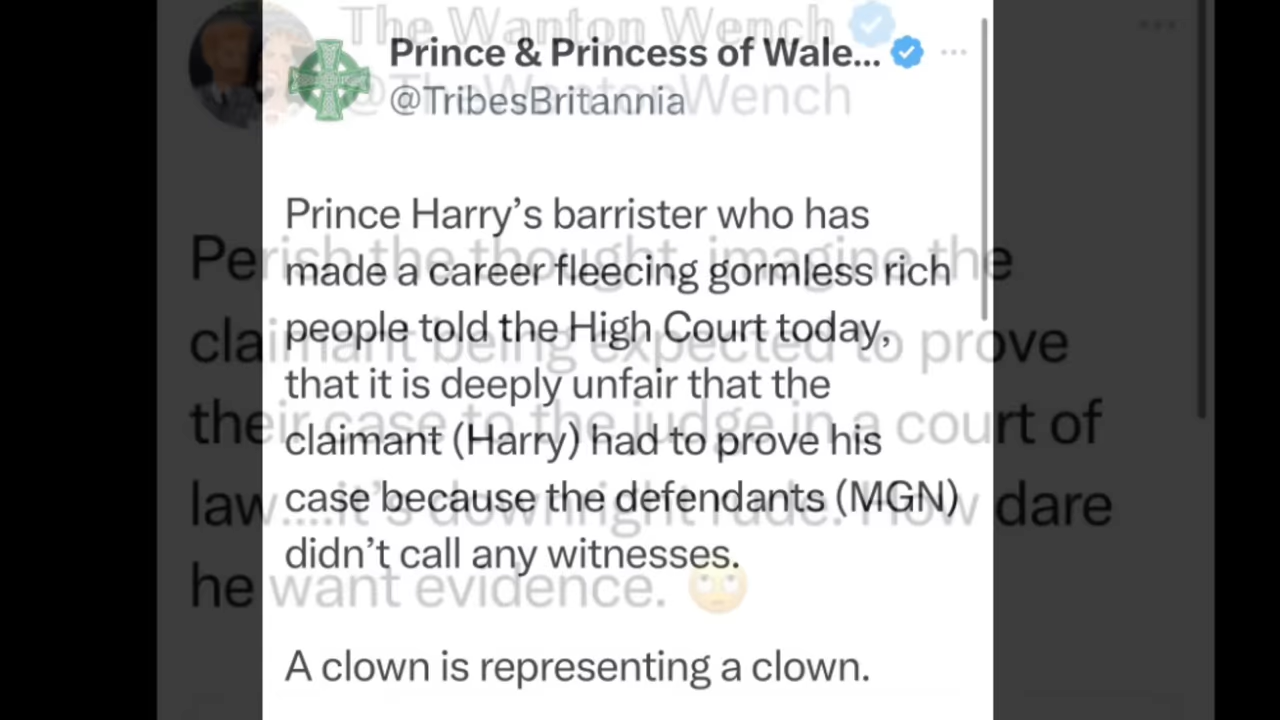 The Wanton Wench
@TheWantonWench
Perish the thought, imagine the
claimant being expected to prove
their case to the judge in a court of
law....it's downright rude. How dare
he want evidence. 🙄
Prince & Princess of Wale...
@TribesBritannia
Prince Harry’s barrister who has
made a career fleecing gormless rich
people told the High Court today,
that it is deeply unfair that the
claimant (Harry) had to prove his
case because the defendants (MGN)
didn’t call any witnesses.
A clown is representing a clown.